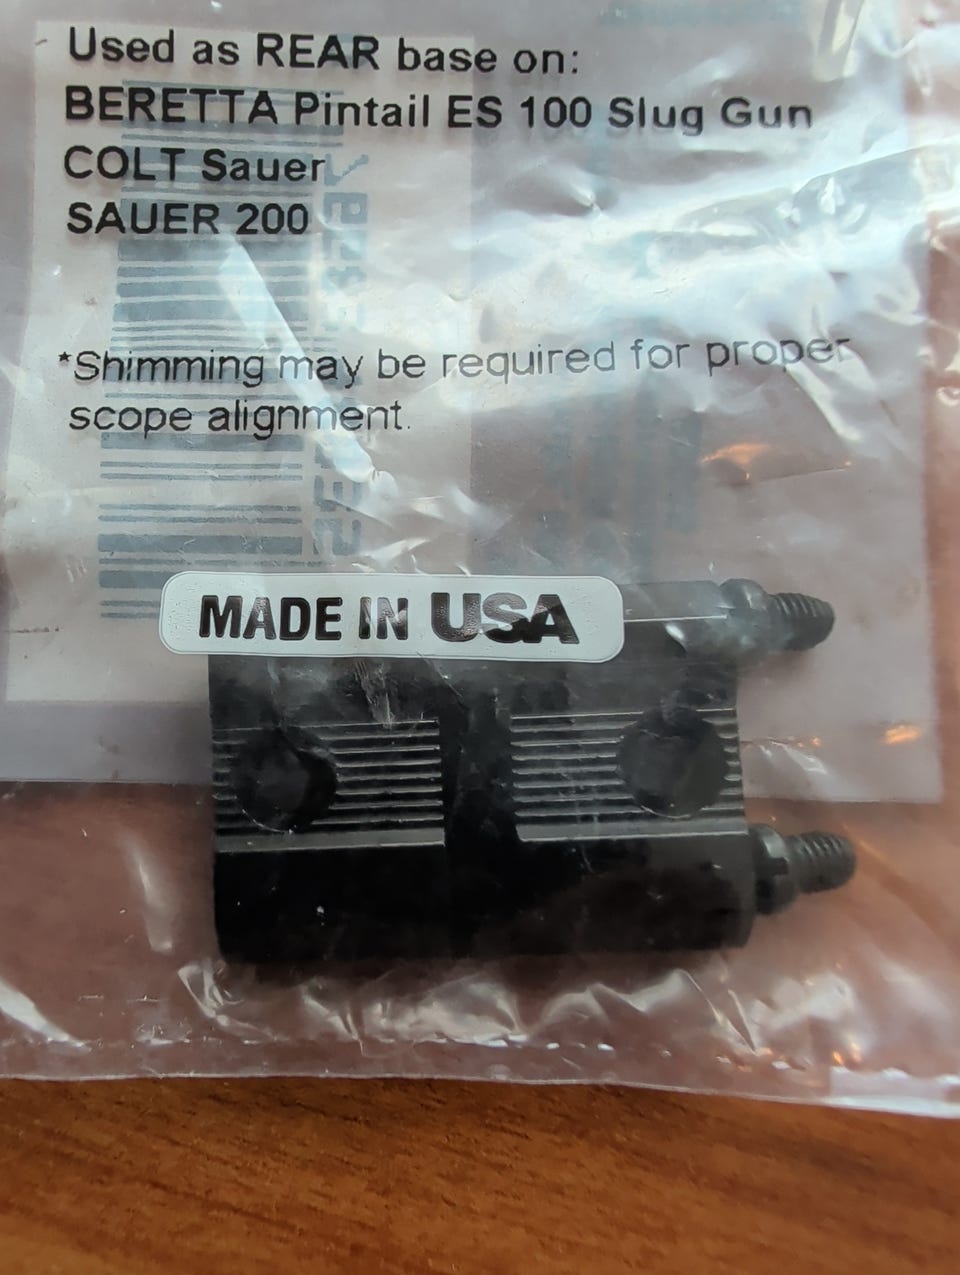 Used as REAR base on:
BERETTA Pintail ES 100 Slug Gun
COLT Sauer
SAUER 200
*Shimming may be required for proper
scope alignment.
MADE IN USA